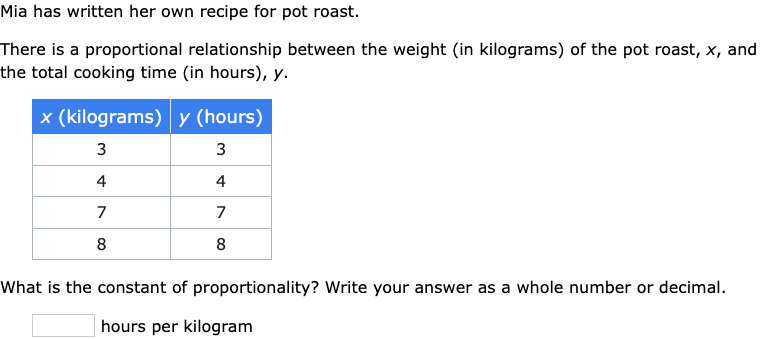 Mia has written her own recipe for pot roast.
There is a proportional relationship between the weight (in kilograms) of the pot roast, x, and
the total cooking time (in hours), y.
x (kilograms) y (hours)
3 3
4 4
7 7
8 8
What is the constant of proportionality? Write your answer as a whole number or decimal.
hours per kilogram